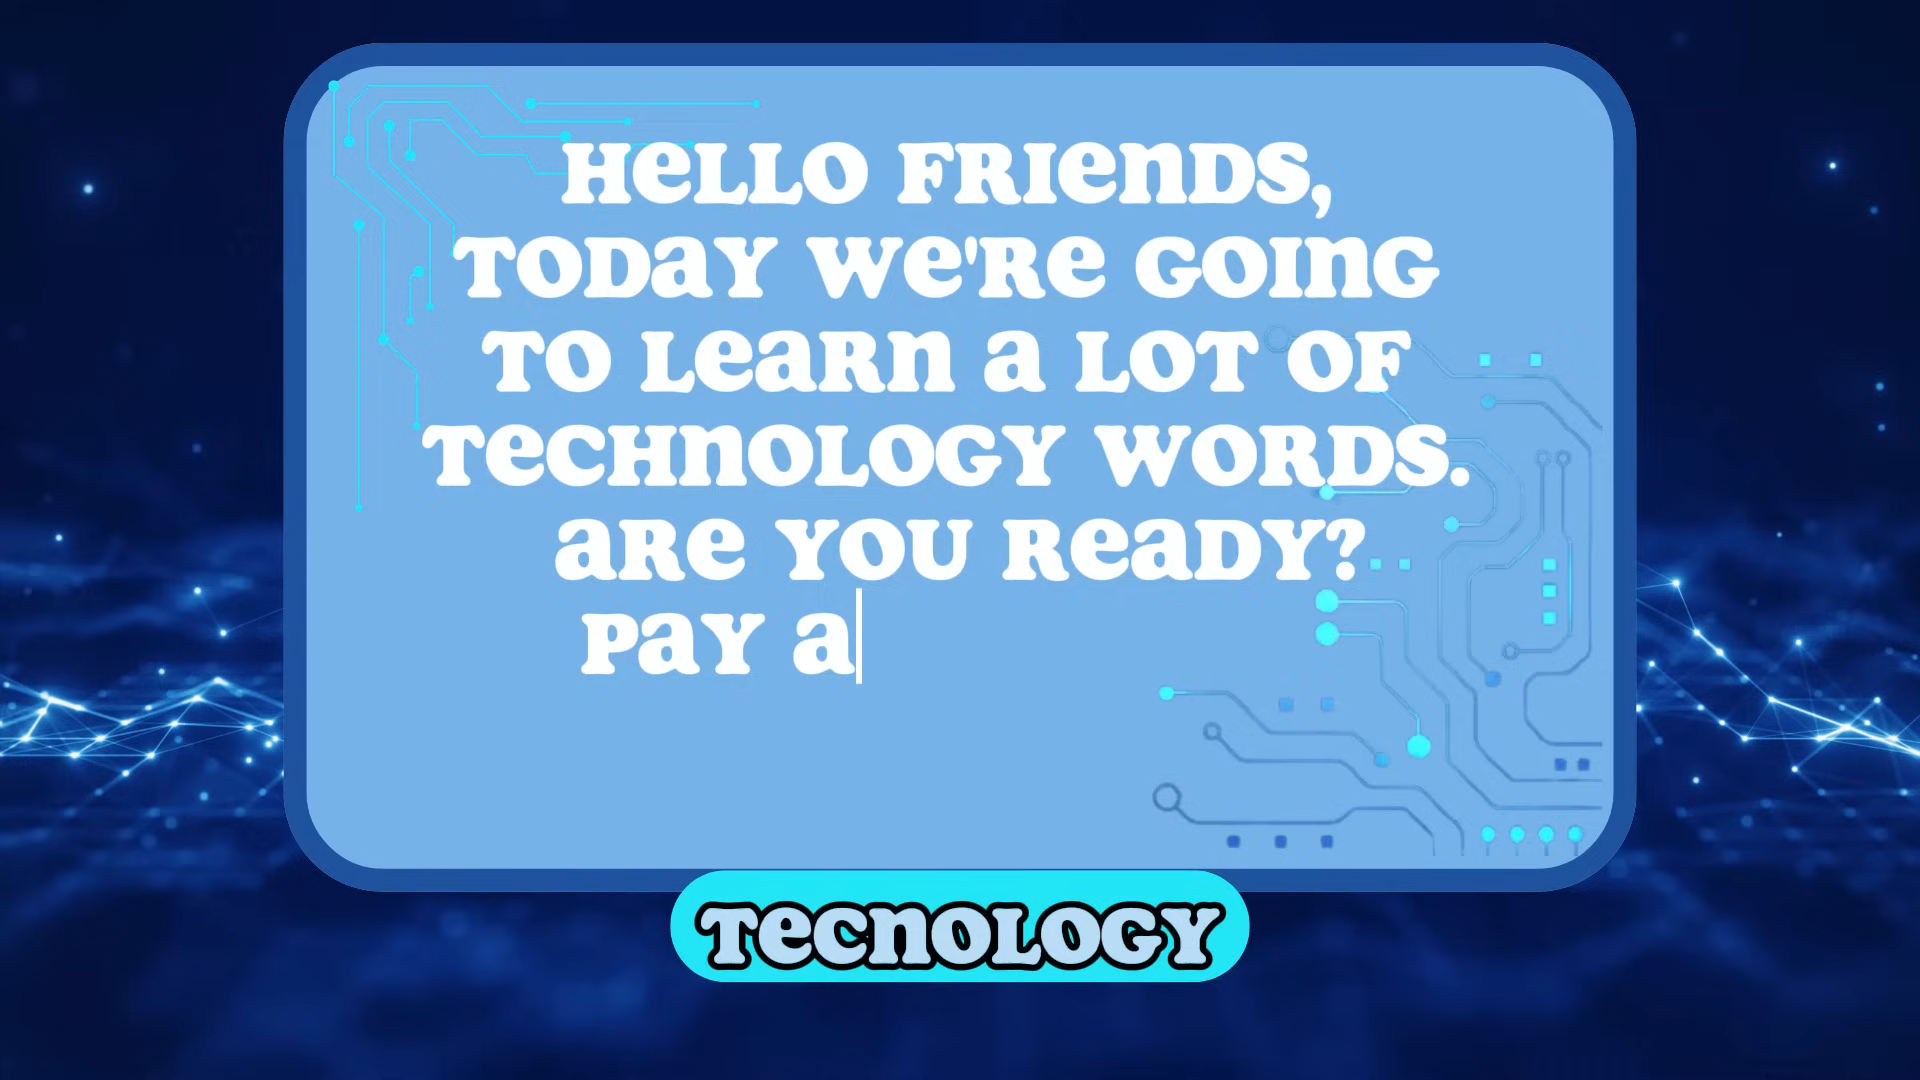 Hello friends,
today we're going
to learn a lot of
technology words.
Are you ready?
Pay a
Tecnology